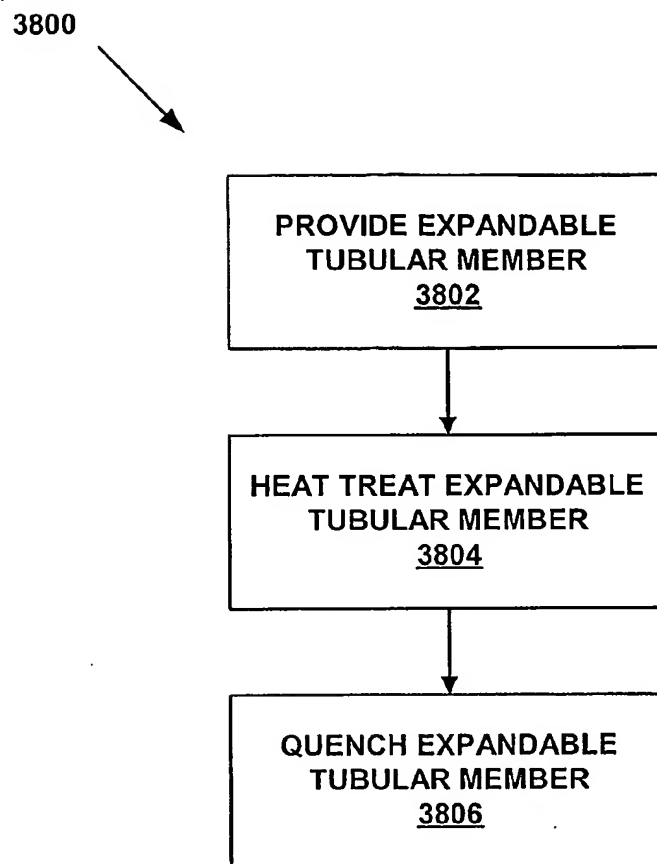 3800
PROVIDE EXPANDABLE
TUBULAR MEMBER
3802
HEAT TREAT EXPANDABLE
TUBULAR MEMBER
3804
QUENCH EXPANDABLE
TUBULAR MEMBER
3806